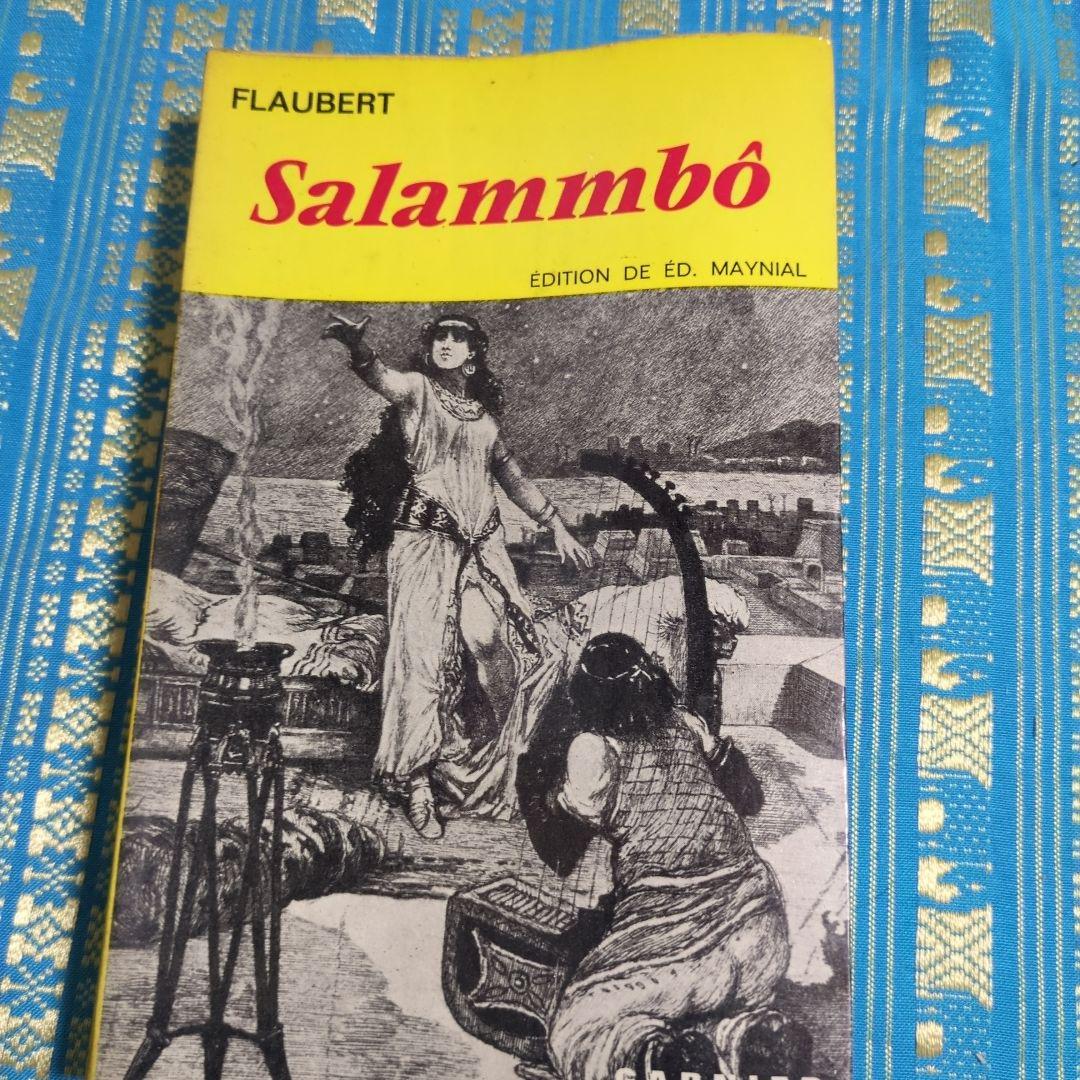 FLAUBERT
Salammbô
ÉDITION DE ÉD. MAYNIAL